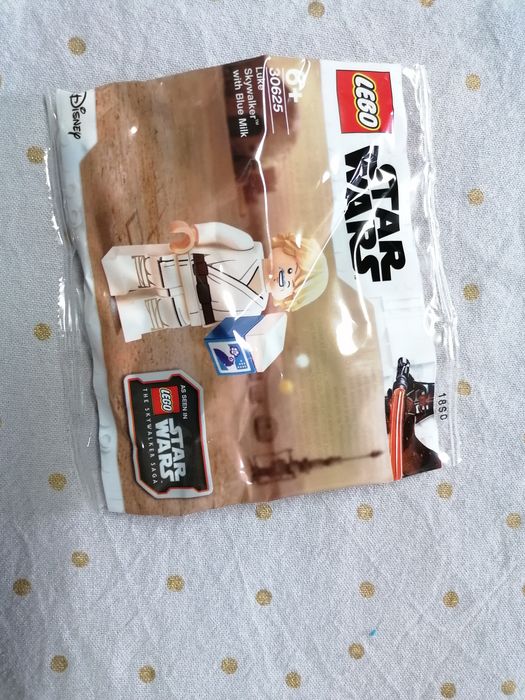 LEGO
STAR
WARS
6+
30625
Luke
Skywalker™
with Blue Milk
DISNEY
AS SEEN IN
LEGO
STAR
WARS
THE SKYWALKER SAGA
18S0